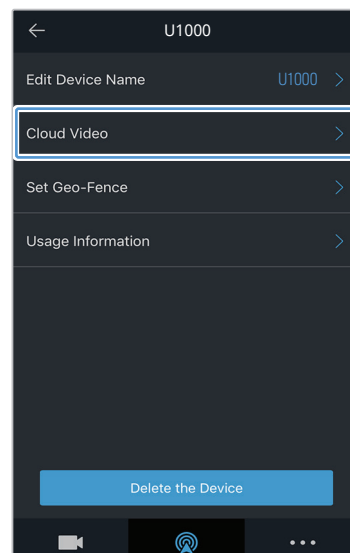 U1000
Edit Device Name U1000
Cloud Video
Set Geo-Fence
Usage Information
Delete the Device